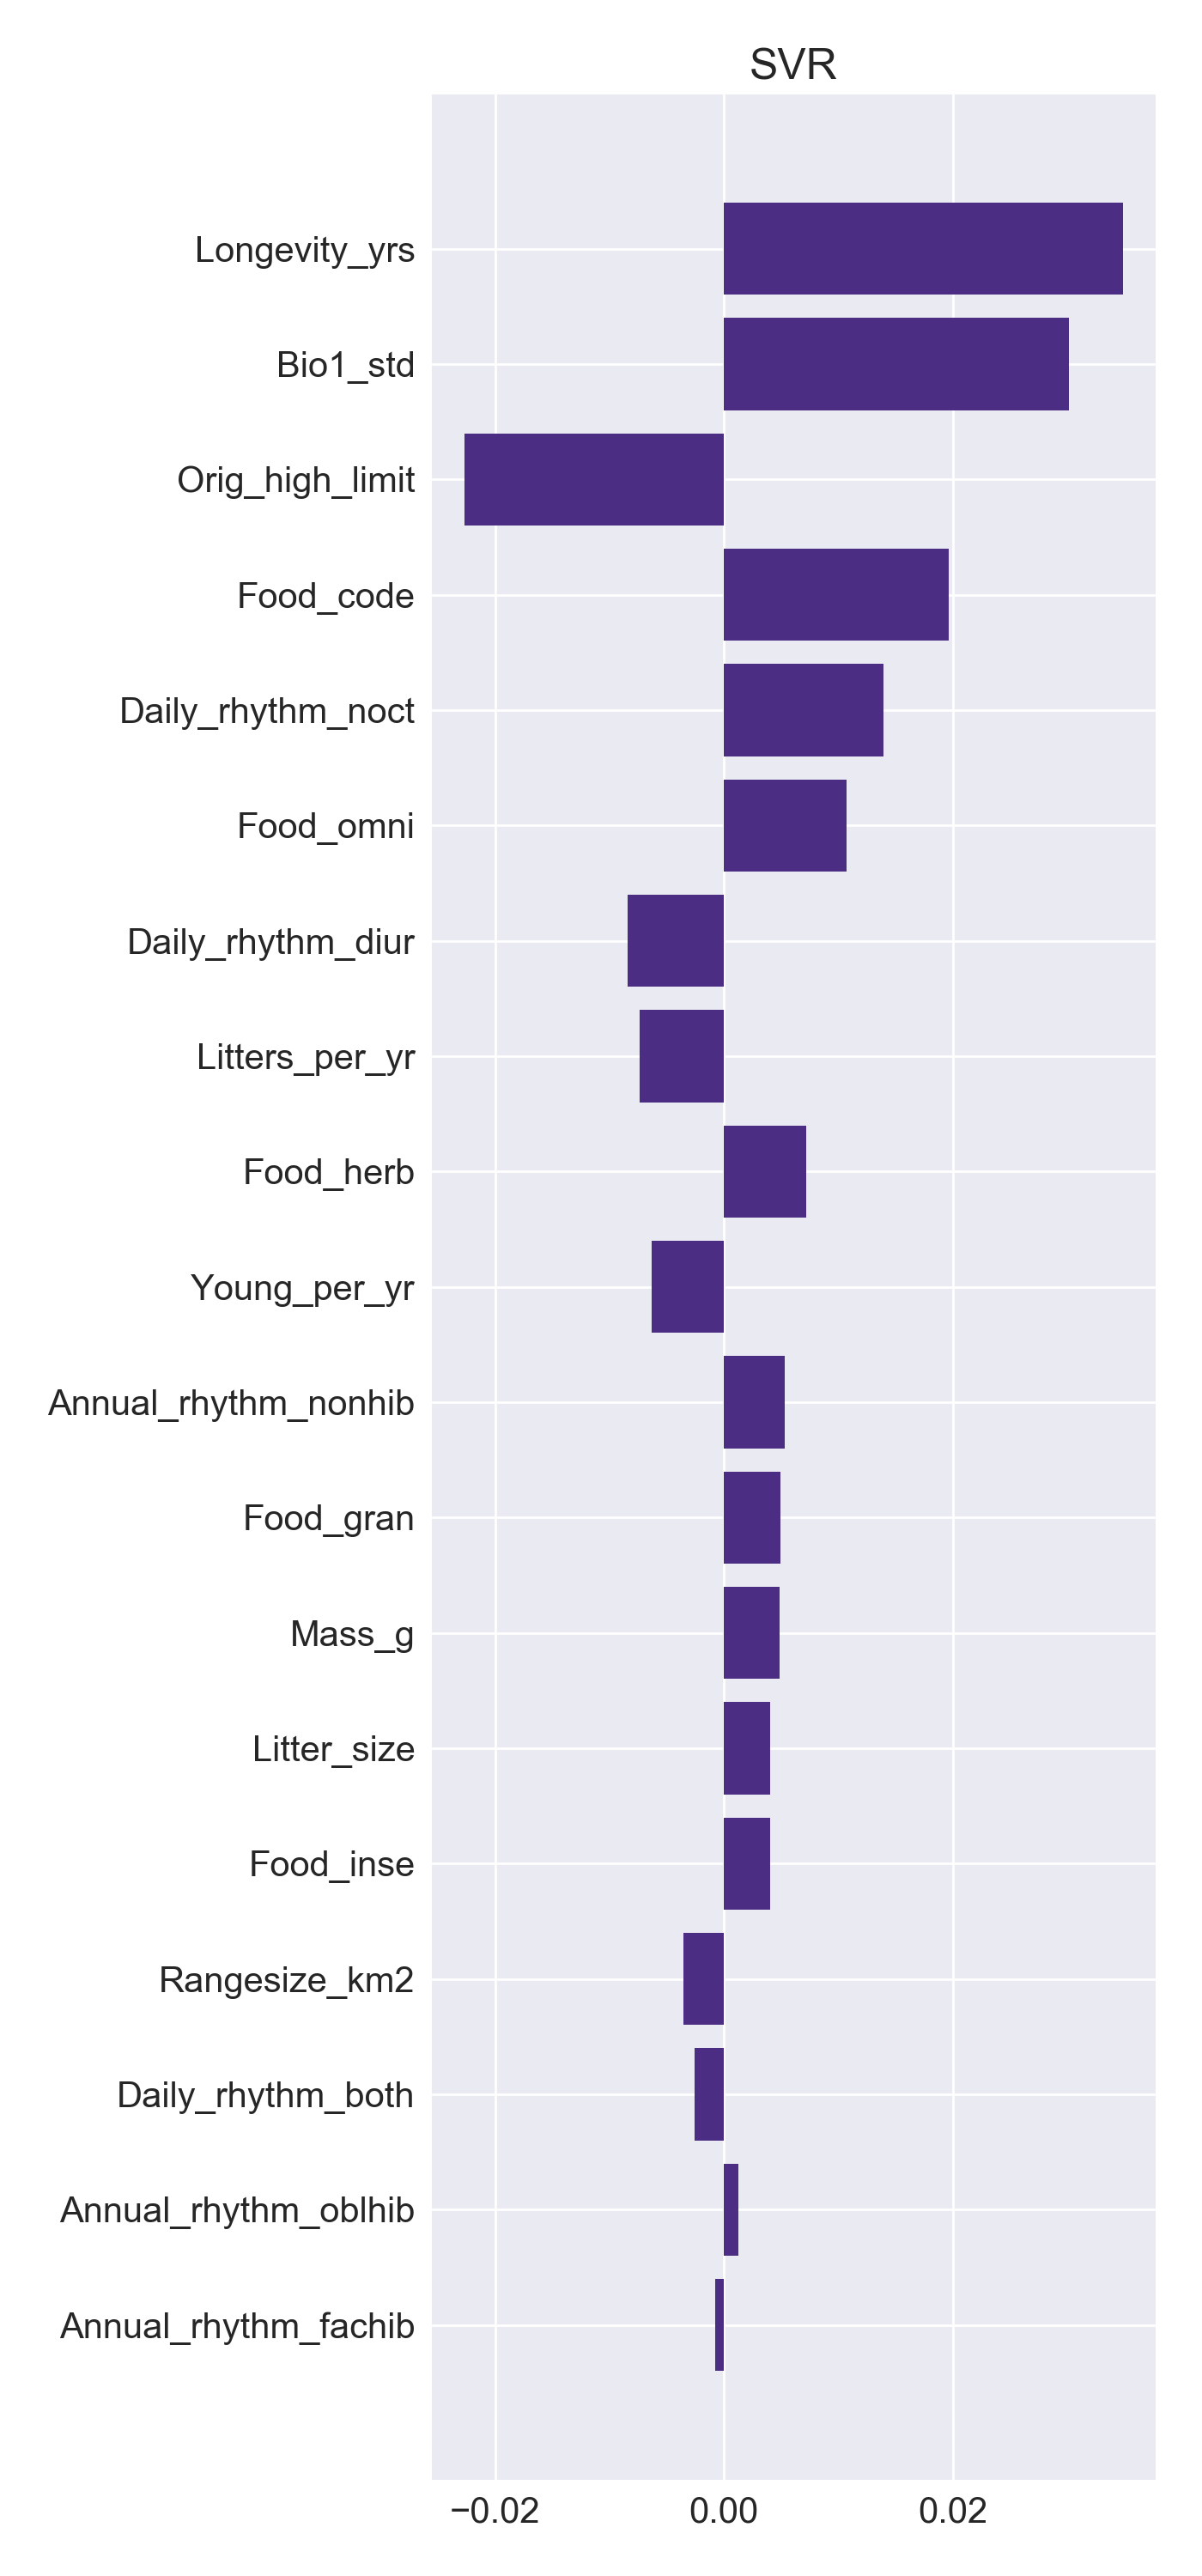 SVR
Longevity_yrs
Bio1_std
Orig_high_limit
Food_code
Daily_rhythm_noct
Food_omni
Daily_rhythm_diur
Litters_per_yr
Food_herb
Young_per_yr
Annual_rhythm_nonhib
Food_gran
Mass_g
Litter_size
Food_inse
Rangesize_km2
Daily_rhythm_both
Annual_rhythm_oblhib
Annual_rhythm_fachib
−0.02 0.00 0.02